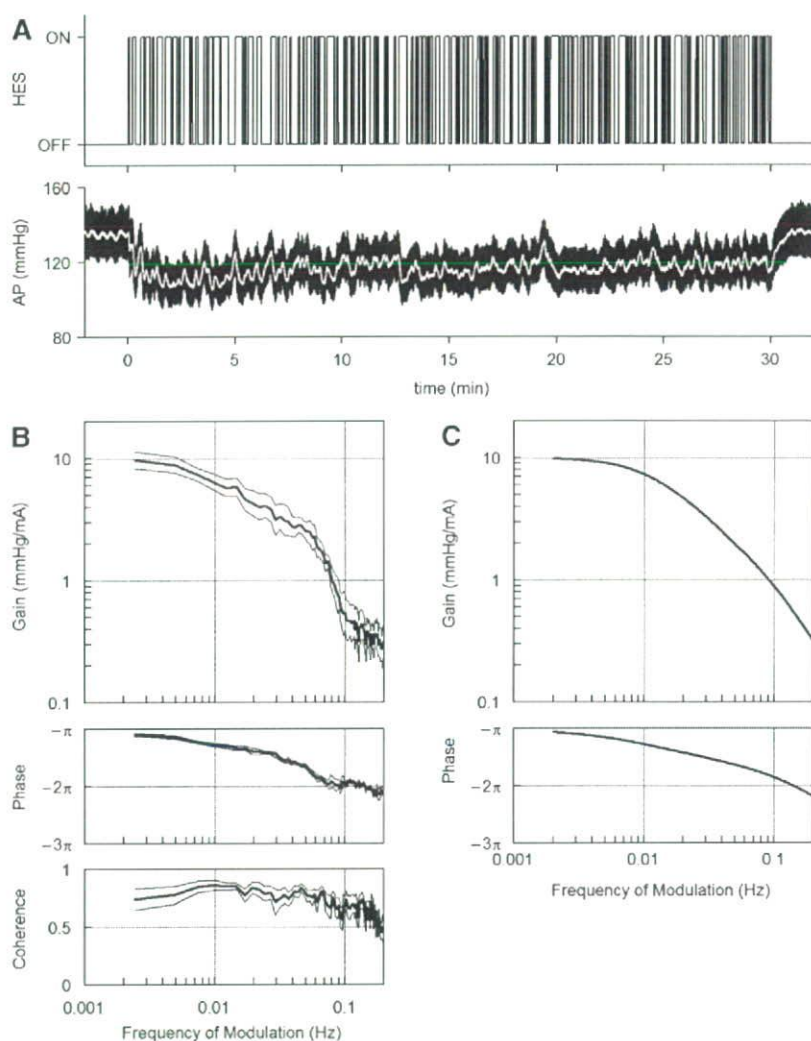 A
HES
ON
OFF
AP (mmHg)
160
120
80
0 5 10 15 20 25 30
time (min)
B
Gain (mmHg/mA)
10
1
0.1
Phase
−π
−2π
−3π
Coherence
1
0.5
0
0.001 0.01 0.1
Frequency of Modulation (Hz)
C
Gain (mmHg/mA)
10
1
0.1
Phase
−π
−2π
−3π
0.001 0.01 0.1
Frequency of Modulation (Hz)